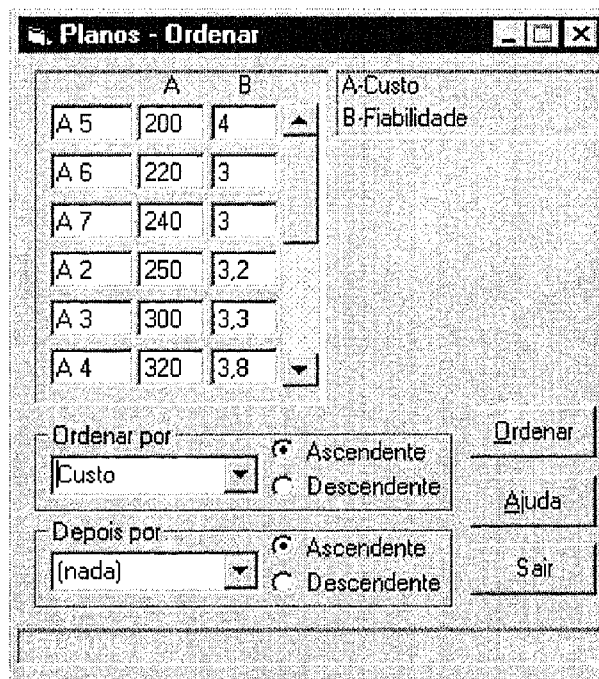 Planos - Ordenar
A B
A 5 200 4
A 6 220 3
A 7 240 3
A 2 250 3,2
A 3 300 3,3
A 4 320 3,8
A-Custo
B-Fiabilidade
Ordenar por
Custo
Ascendente
Descendente
Depois por
(nada)
Ascendente
Descendente
Ordenar
Ajuda
Sair